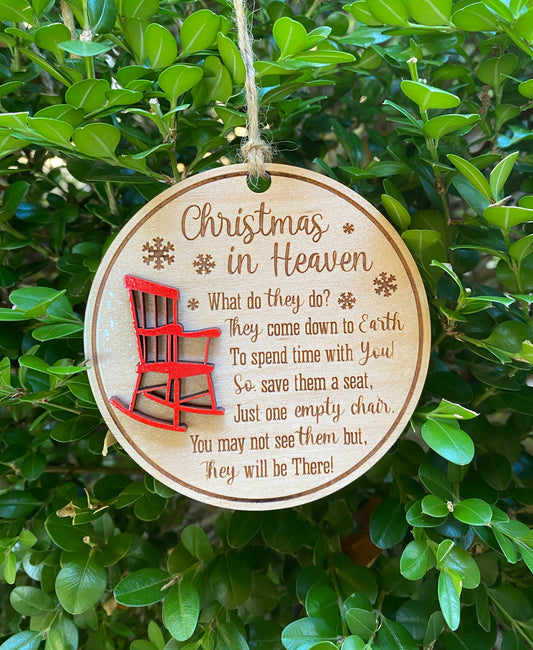 Christmas
in Heaven
What do they do?
They come down to Earth
To spend time with You!
So, save them a seat,
Just one empty chair.
You may not see them but,
They will be There!